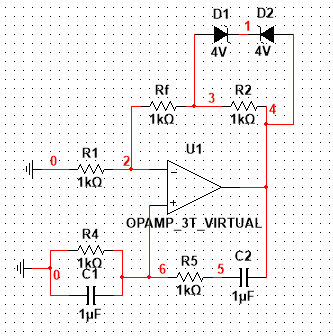 D1 D2
1
4V 4V
Rf R2
3 4
1kΩ 1kΩ
R1 U1
0 2
1kΩ
OPAMP_3T_VIRTUAL
R4
1kΩ
C1
0
1µF
R5 C2
6 5
1kΩ 1µF